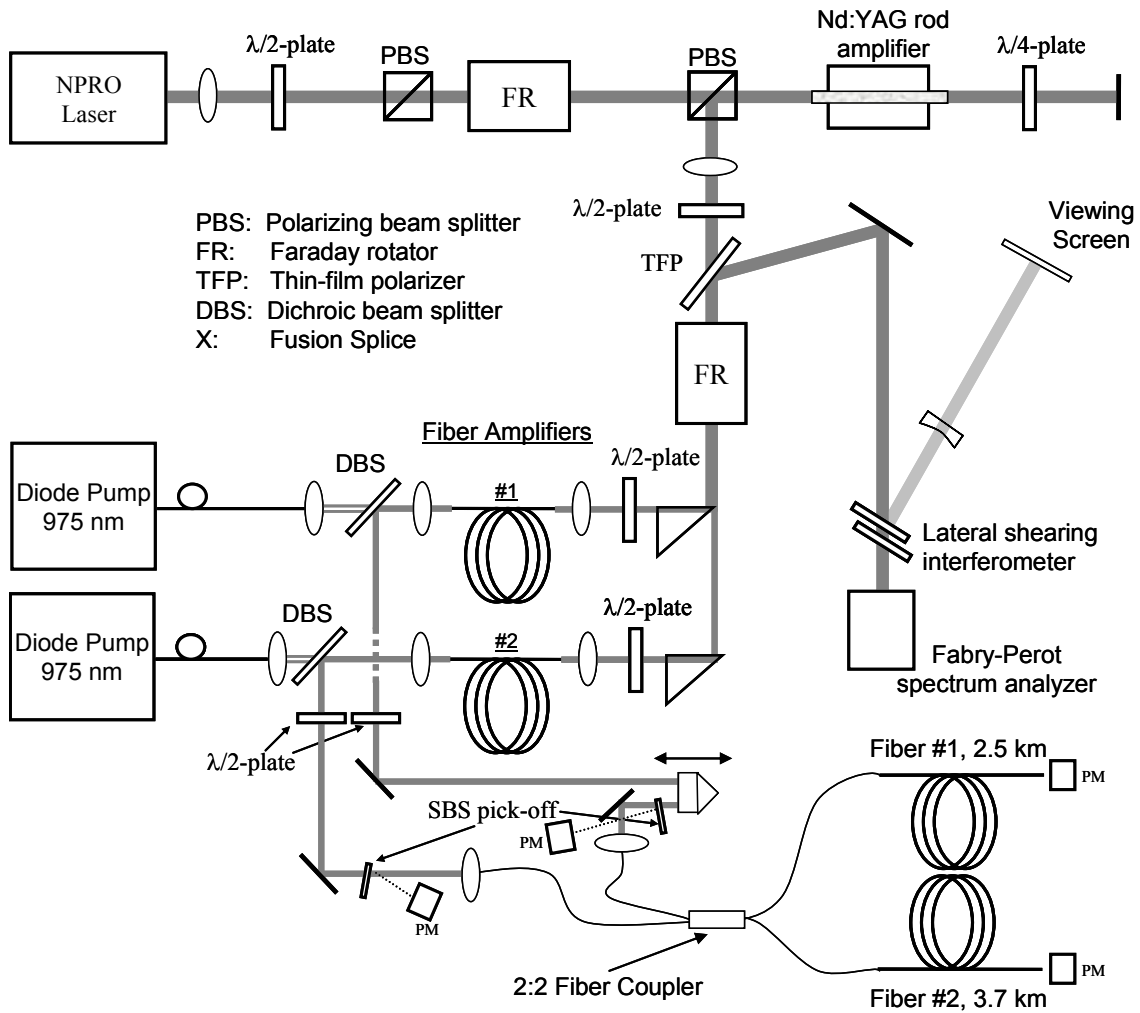 λ/2-plate
PBS
PBS
Nd:YAG rod
amplifier
λ/4-plate
NPRO
Laser
FR
λ/2-plate
Viewing
Screen
PBS: Polarizing beam splitter
FR: Faraday rotator
TFP: Thin-film polarizer
DBS: Dichroic beam splitter
X: Fusion Splice
TFP
FR
Fiber Amplifiers
λ/2-plate
DBS
#1
Diode Pump
975 nm
Lateral shearing
interferometer
DBS
#2
λ/2-plate
Diode Pump
975 nm
Fabry-Perot
spectrum analyzer
λ/2-plate
Fiber #1, 2.5 km
PM
SBS pick-off
PM
PM
2:2 Fiber Coupler
PM
Fiber #2, 3.7 km